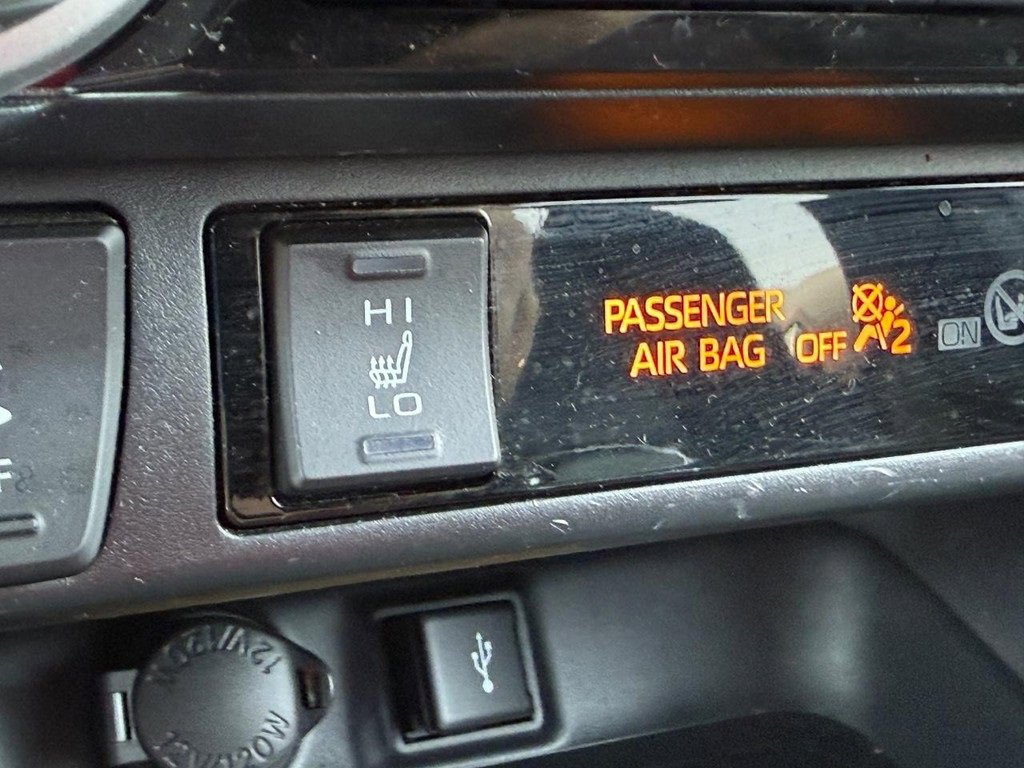 HI
LO
PASSENGER
AIR BAG OFF 2
ON
F
12V/120W